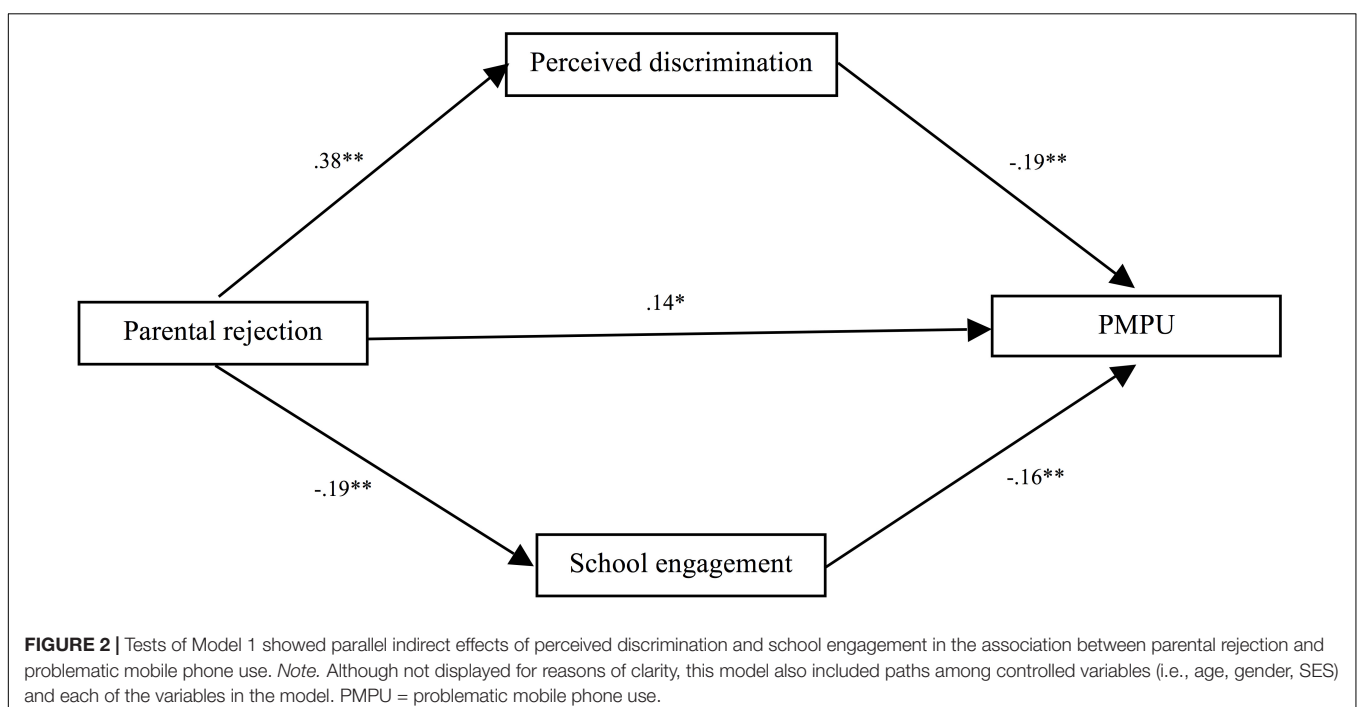 Perceived discrimination
.38**
-.19**
.14*
Parental rejection
PMPU
-.19**
-.16**
School engagement
FIGURE 2 | Tests of Model 1 showed parallel indirect effects of perceived discrimination and school engagement in the association between parental rejection and
problematic mobile phone use. Note. Although not displayed for reasons of clarity, this model also included paths among controlled variables (i.e., age, gender, SES)
and each of the variables in the model. PMPU = problematic mobile phone use.